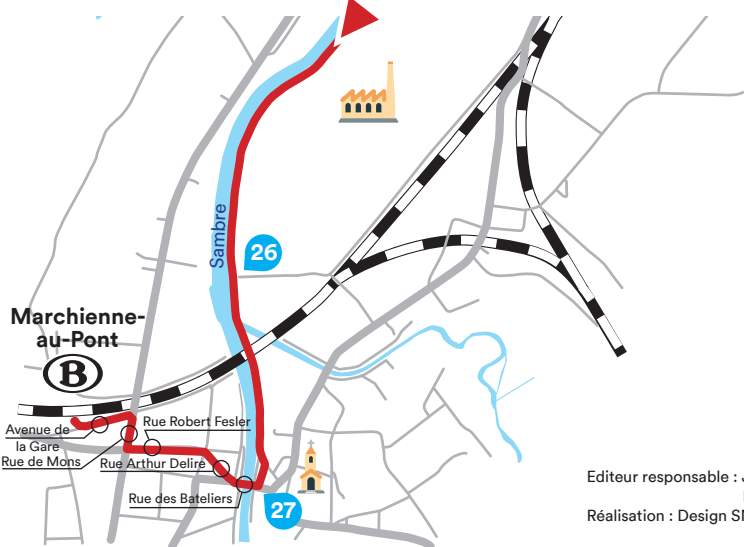 Sambre
26
Marchienne-
au-Pont
B
Avenue de
la Gare
Rue de Mons
Rue Robert Fesler
Rue Arthur Delire
Rue des Bateliers
27
Editeur responsable :
Réalisation : Design